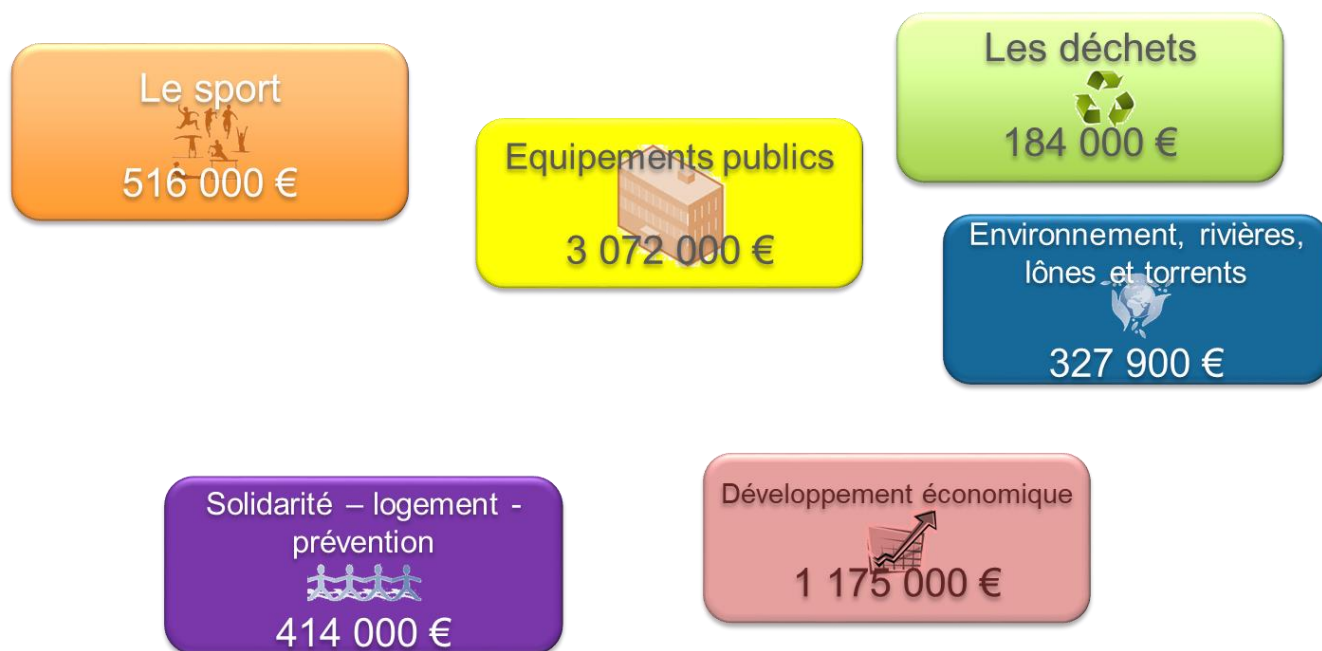 Le sport
516 000 €
Equipements publics
3 072 000 €
Les déchets
184 000 €
Environnement, rivières,
lônes et torrents
327 900 €
Solidarité – logement -
prévention
414 000 €
Développement économique
1 175 000 €